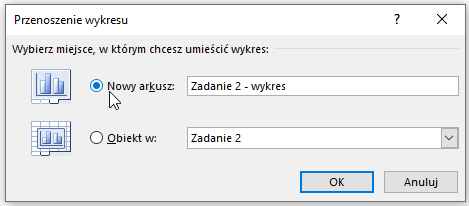 Przenoszenie wykresu
Wybierz miejsce, w którym chcesz umieścić wykres:
Nowy arkusz: Zadanie 2 - wykres
Obiekt w: Zadanie 2
OK Anuluj